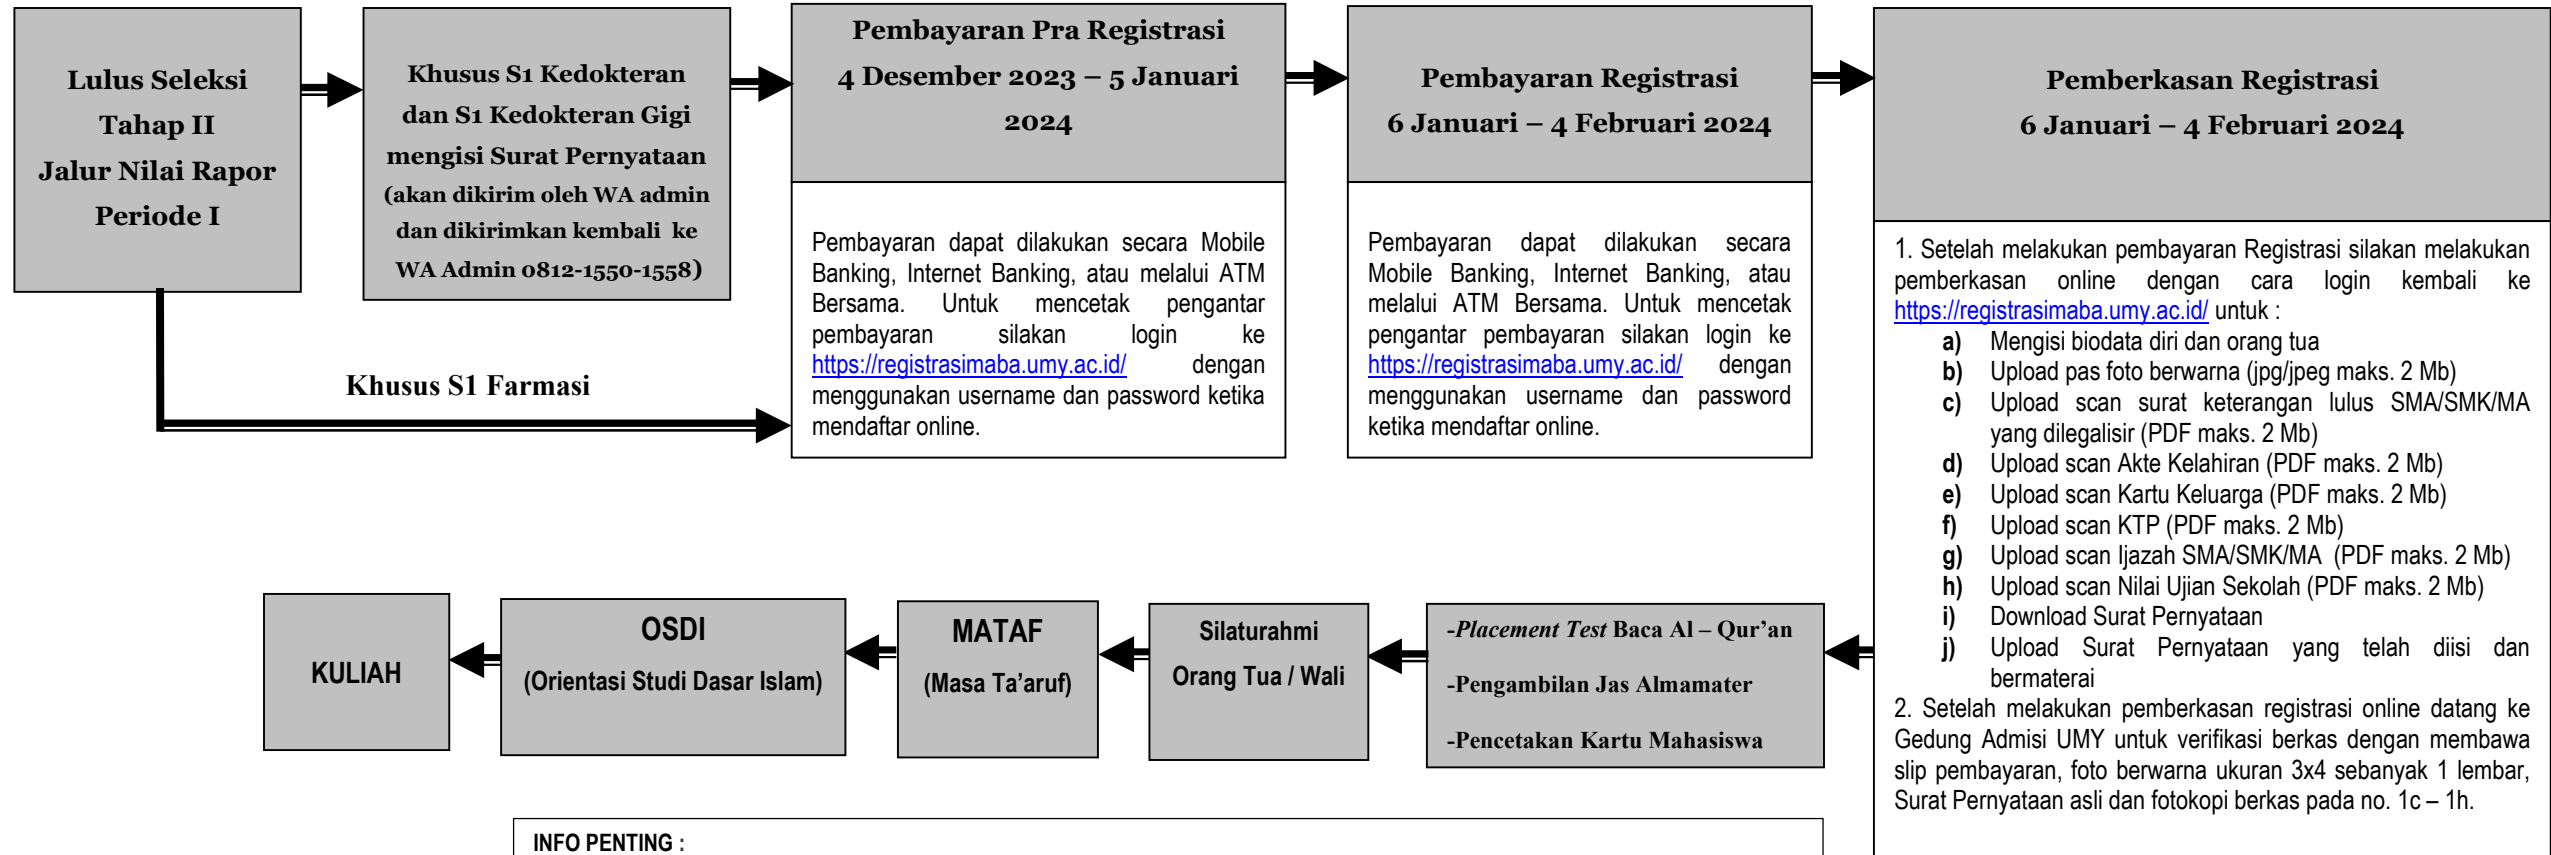 Lulus Seleksi
Tahap II
Jalur Nilai Rapor
Periode I
Khusus S1 Kedokteran
dan S1 Kedokteran Gigi
mengisi Surat Pernyataan
(akan dikirim oleh WA admin
dan dikirimkan kembali ke
WA Admin 0812-1550-1558)
Khusus S1 Farmasi
Pembayaran Pra Registrasi
4 Desember 2023 – 5 Januari
2024
Pembayaran dapat dilakukan secara Mobile
Banking, Internet Banking, atau melalui ATM
Bersama. Untuk mencetak pengantar
pembayaran silakan login ke
https://registrasimaba.umy.ac.id/ dengan
menggunakan username dan password ketika
mendaftar online.
Pembayaran Registrasi
6 Januari – 4 Februari 2024
Pembayaran dapat dilakukan secara
Mobile Banking, Internet Banking, atau
melalui ATM Bersama. Untuk mencetak
pengantar pembayaran silakan login ke
https://registrasimaba.umy.ac.id/ dengan
menggunakan username dan password
ketika mendaftar online.
Pemberkasan Registrasi
6 Januari – 4 Februari 2024
1. Setelah melakukan pembayaran Registrasi silakan melakukan
pemberkasan online dengan cara login kembali ke
https://registrasimaba.umy.ac.id/ untuk :
a) Mengisi biodata diri dan orang tua
b) Upload pas foto berwarna (jpg/jpeg maks. 2 Mb)
c) Upload scan surat keterangan lulus SMA/SMK/MA
yang dilegalisir (PDF maks. 2 Mb)
d) Upload scan Akte Kelahiran (PDF maks. 2 Mb)
e) Upload scan Kartu Keluarga (PDF maks. 2 Mb)
f) Upload scan KTP (PDF maks. 2 Mb)
g) Upload scan Ijazah SMA/SMK/MA (PDF maks. 2 Mb)
h) Upload scan Nilai Ujian Sekolah (PDF maks. 2 Mb)
i) Download Surat Pernyataan
j) Upload Surat Pernyataan yang telah diisi dan
bermaterai
2. Setelah melakukan pemberkasan registrasi online datang ke
Gedung Admisi UMY untuk verifikasi berkas dengan membawa
slip pembayaran, foto berwarna ukuran 3x4 sebanyak 1 lembar,
Surat Pernyataan asli dan fotokopi berkas pada no. 1c – 1h.
-Placement Test Baca Al – Qur’an
-Pengambilan Jas Almamater
-Pencetakan Kartu Mahasiswa
Silaturahmi
Orang Tua / Wali
MATAF
(Masa Ta’aruf)
OSDI
(Orientasi Studi Dasar Islam)
KULIAH
INFO PENTING :